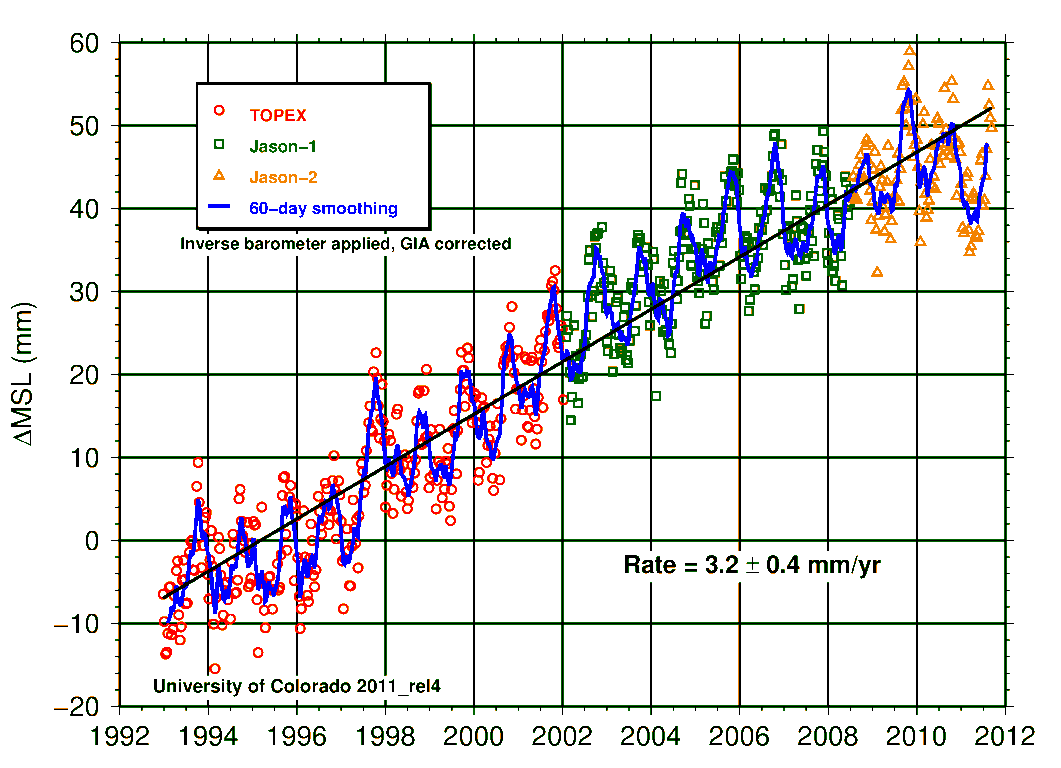 60
50
40
30
20
10
0
−10
−20
ΔMSL (mm)
TOPEX
Jason−1
Jason−2
60−day smoothing
Inverse barometer applied, GIA corrected
Rate = 3.2 ± 0.4 mm/yr
University of Colorado 2011_rel4
1992 1994 1996 1998 2000 2002 2004 2006 2008 2010 2012